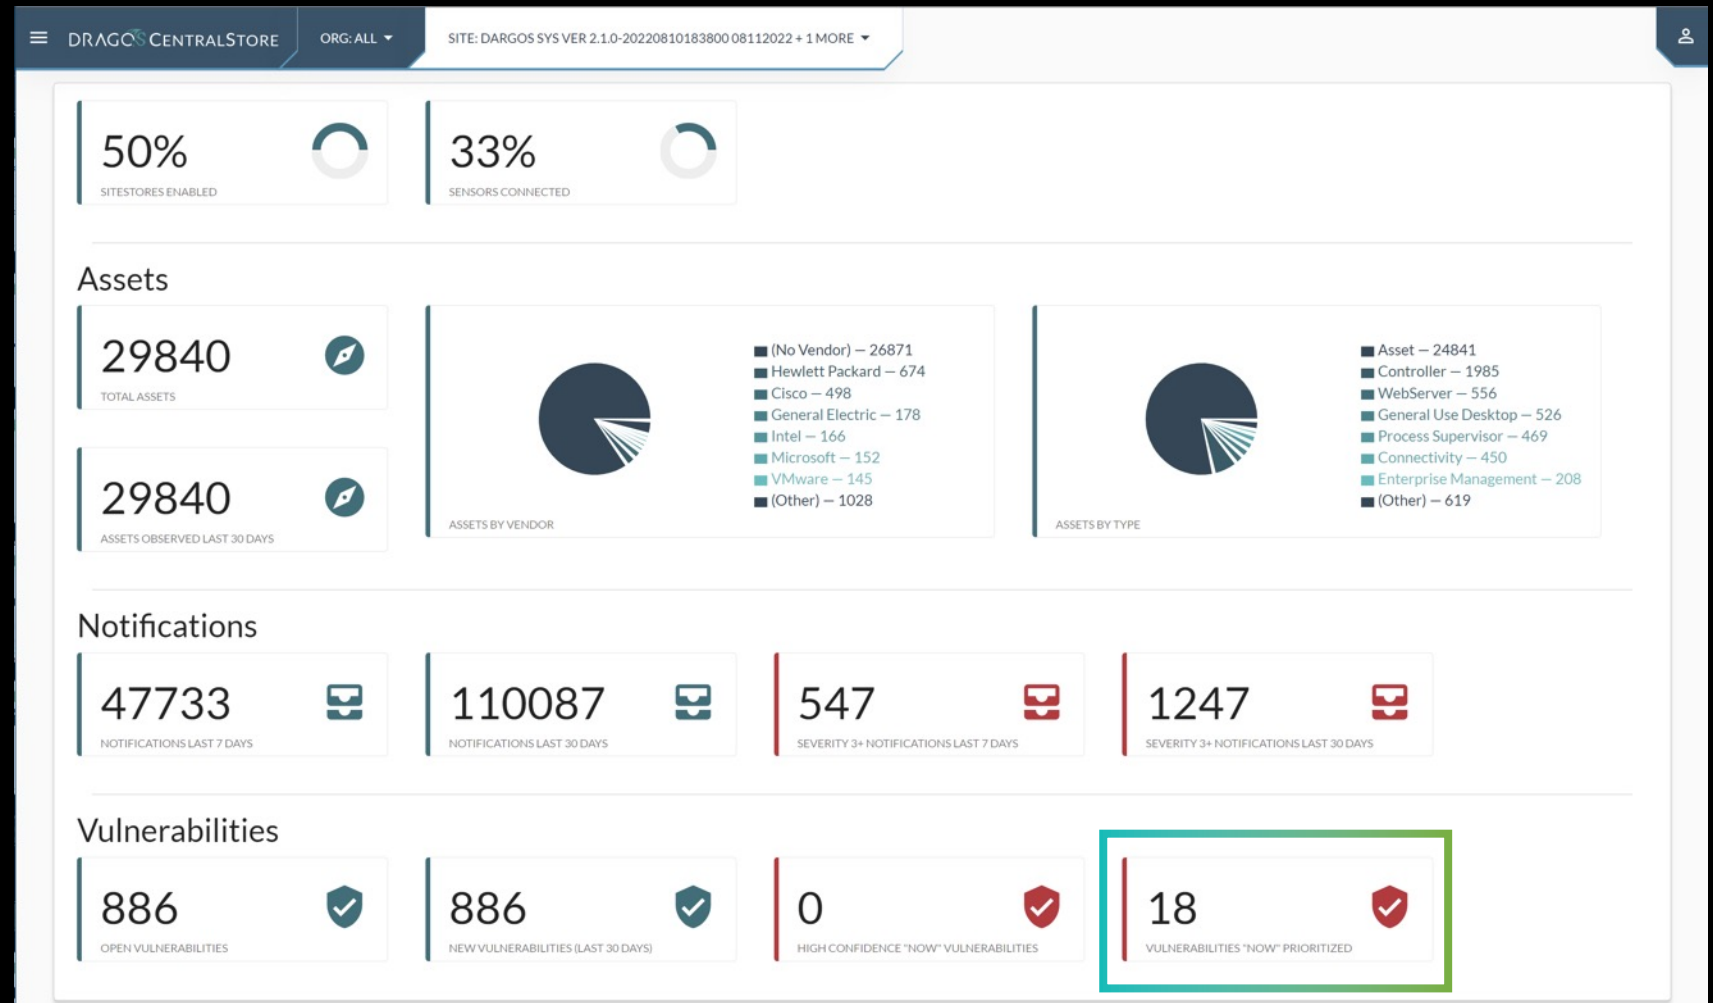 DRAGOS CENTRALSTORE
ORG: ALL
SITE: DARGOS SYS VER 2.1.0-20220810183800 08112022 + 1 MORE
50%
SITESTORES ENABLED
33%
SENSORS CONNECTED
Assets
29840
TOTAL ASSETS
29840
ASSETS OBSERVED LAST 30 DAYS
(No Vendor) — 26871
Hewlett Packard — 674
Cisco — 498
General Electric — 178
Intel — 166
Microsoft — 152
VMware — 145
(Other) — 1028
ASSETS BY VENDOR
Asset — 24841
Controller — 1985
WebServer — 556
General Use Desktop — 526
Process Supervisor — 469
Connectivity — 450
Enterprise Management — 208
(Other) — 619
ASSETS BY TYPE
Notifications
47733
NOTIFICATIONS LAST 7 DAYS
110087
NOTIFICATIONS LAST 30 DAYS
547
SEVERITY 3+ NOTIFICATIONS LAST 7 DAYS
1247
SEVERITY 3+ NOTIFICATIONS LAST 30 DAYS
Vulnerabilities
886
OPEN VULNERABILITIES
886
NEW VULNERABILITIES (LAST 30 DAYS)
0
HIGH CONFIDENCE "NOW" VULNERABILITIES
18
VULNERABILITIES "NOW" PRIORITIZED